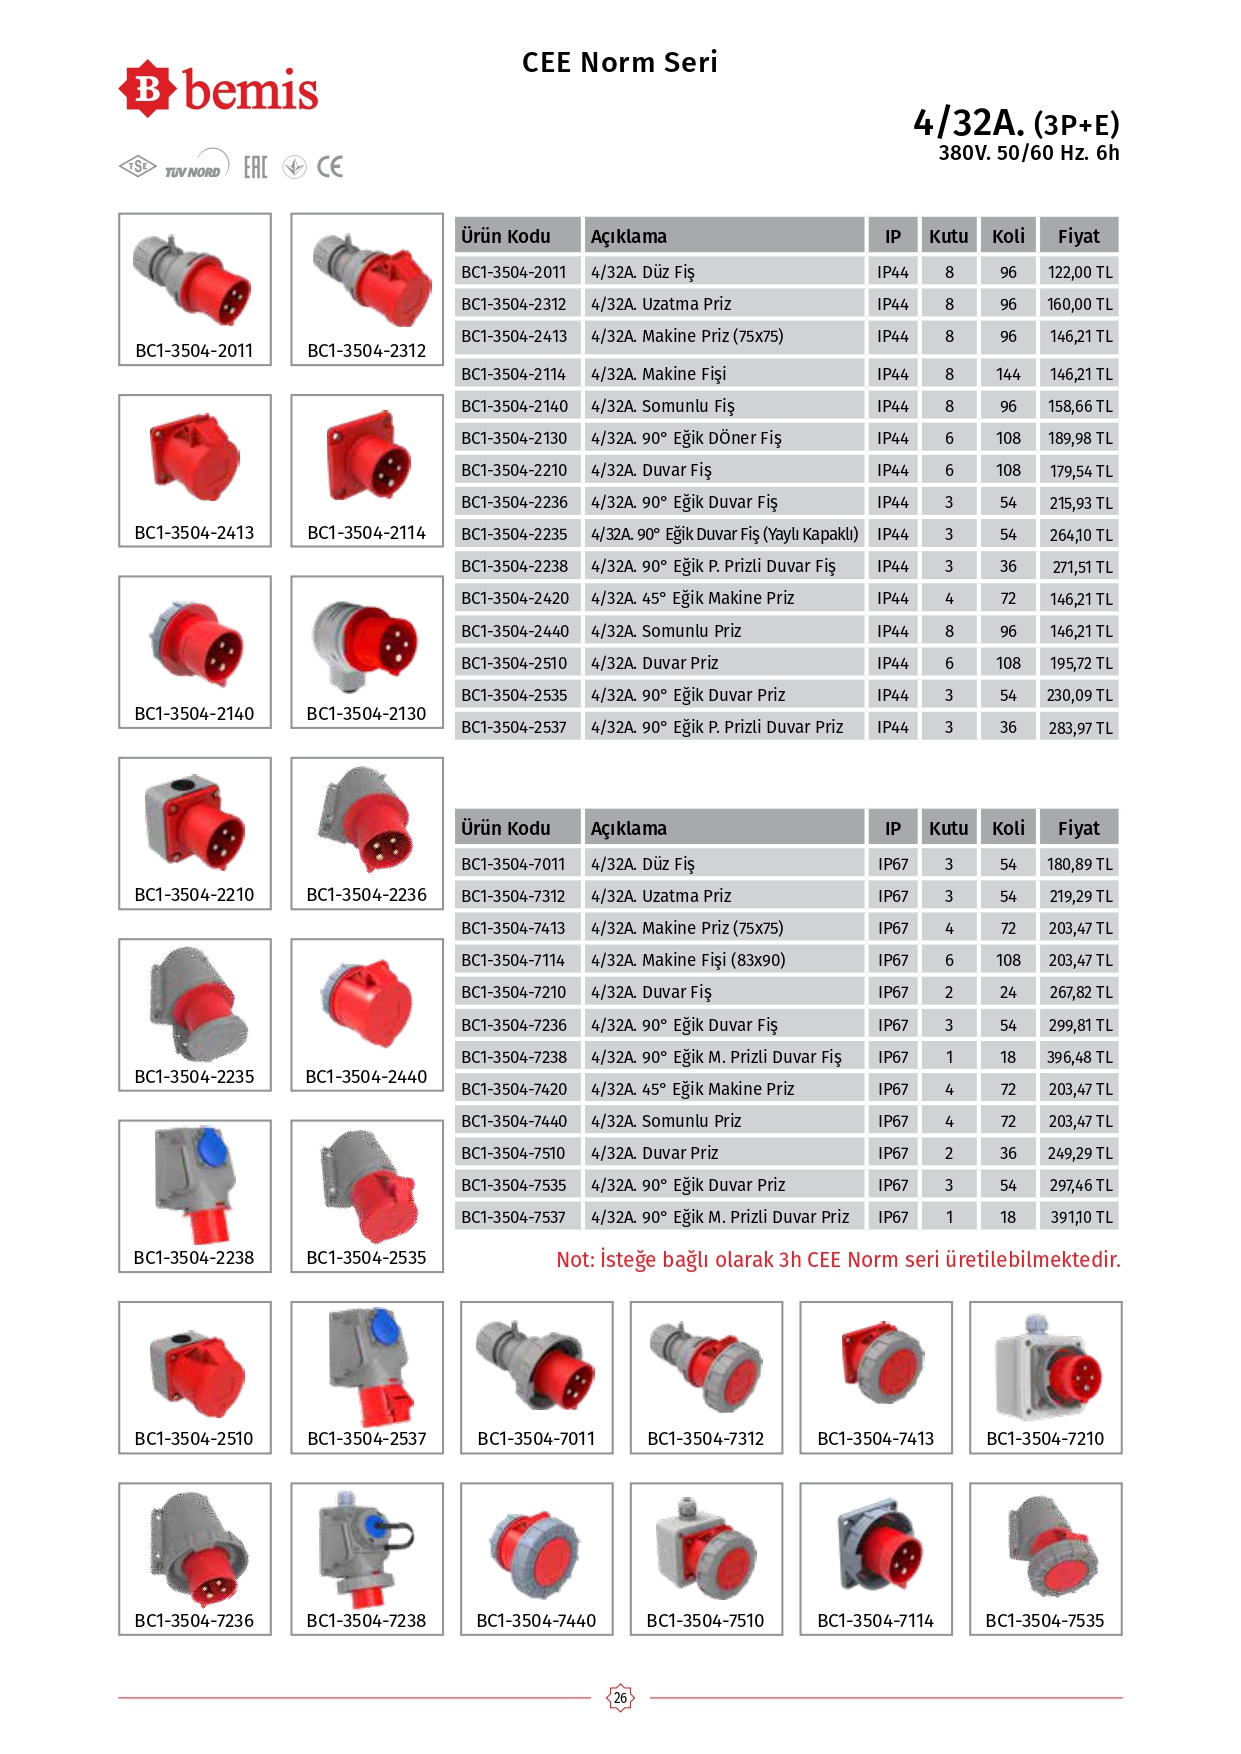 CEE Norm Seri
B bemis
4/32A. (3P+E)
380V. 50/60 Hz. 6h
TSE TÜV NORD EAC CE
BC1-3504-2011 BC1-3504-2312
BC1-3504-2413 BC1-3504-2114
BC1-3504-2140 BC1-3504-2130
BC1-3504-2210 BC1-3504-2236
BC1-3504-2235 BC1-3504-2440
BC1-3504-2238 BC1-3504-2535
Ürün Kodu Açıklama IP Kutu Koli Fiyat
BC1-3504-2011 4/32A. Düz Fiş IP44 8 96 122,00 TL
BC1-3504-2312 4/32A. Uzatma Priz IP44 8 96 160,00 TL
BC1-3504-2413 4/32A. Makine Priz (75x75) IP44 8 96 146,21 TL
BC1-3504-2114 4/32A. Makine Fişi IP44 8 144 146,21 TL
BC1-3504-2140 4/32A. Somunlu Fiş IP44 8 96 158,66 TL
BC1-3504-2130 4/32A. 90° Eğik DÖner Fiş IP44 6 108 189,98 TL
BC1-3504-2210 4/32A. Duvar Fiş IP44 6 108 179,54 TL
BC1-3504-2236 4/32A. 90° Eğik Duvar Fiş IP44 3 54 215,93 TL
BC1-3504-2235 4/32A. 90° Eğik Duvar Fiş (Yaylı Kapaklı) IP44 3 54 264,10 TL
BC1-3504-2238 4/32A. 90° Eğik P. Prizli Duvar Fiş IP44 3 36 271,51 TL
BC1-3504-2420 4/32A. 45° Eğik Makine Priz IP44 4 72 146,21 TL
BC1-3504-2440 4/32A. Somunlu Priz IP44 8 96 146,21 TL
BC1-3504-2510 4/32A. Duvar Priz IP44 6 108 195,72 TL
BC1-3504-2535 4/32A. 90° Eğik Duvar Priz IP44 3 54 230,09 TL
BC1-3504-2537 4/32A. 90° Eğik P. Prizli Duvar Priz IP44 3 36 283,97 TL
Ürün Kodu Açıklama IP Kutu Koli Fiyat
BC1-3504-7011 4/32A. Düz Fiş IP67 3 54 180,89 TL
BC1-3504-7312 4/32A. Uzatma Priz IP67 3 54 219,29 TL
BC1-3504-7413 4/32A. Makine Priz (75x75) IP67 4 72 203,47 TL
BC1-3504-7114 4/32A. Makine Fişi (83x90) IP67 6 108 203,47 TL
BC1-3504-7210 4/32A. Duvar Fiş IP67 2 24 267,82 TL
BC1-3504-7236 4/32A. 90° Eğik Duvar Fiş IP67 3 54 299,81 TL
BC1-3504-7238 4/32A. 90° Eğik M. Prizli Duvar Fiş IP67 1 18 396,48 TL
BC1-3504-7420 4/32A. 45° Eğik Makine Priz IP67 4 72 203,47 TL
BC1-3504-7440 4/32A. Somunlu Priz IP67 4 72 203,47 TL
BC1-3504-7510 4/32A. Duvar Priz IP67 2 36 249,29 TL
BC1-3504-7535 4/32A. 90° Eğik Duvar Priz IP67 3 54 297,46 TL
BC1-3504-7537 4/32A. 90° Eğik M. Prizli Duvar Priz IP67 1 18 391,10 TL
Not: İsteğe bağlı olarak 3h CEE Norm seri üretilebilmektedir.
BC1-3504-2510 BC1-3504-2537 BC1-3504-7011 BC1-3504-7312 BC1-3504-7413 BC1-3504-7210
BC1-3504-7236 BC1-3504-7238 BC1-3504-7440 BC1-3504-7510 BC1-3504-7114 BC1-3504-7535
26